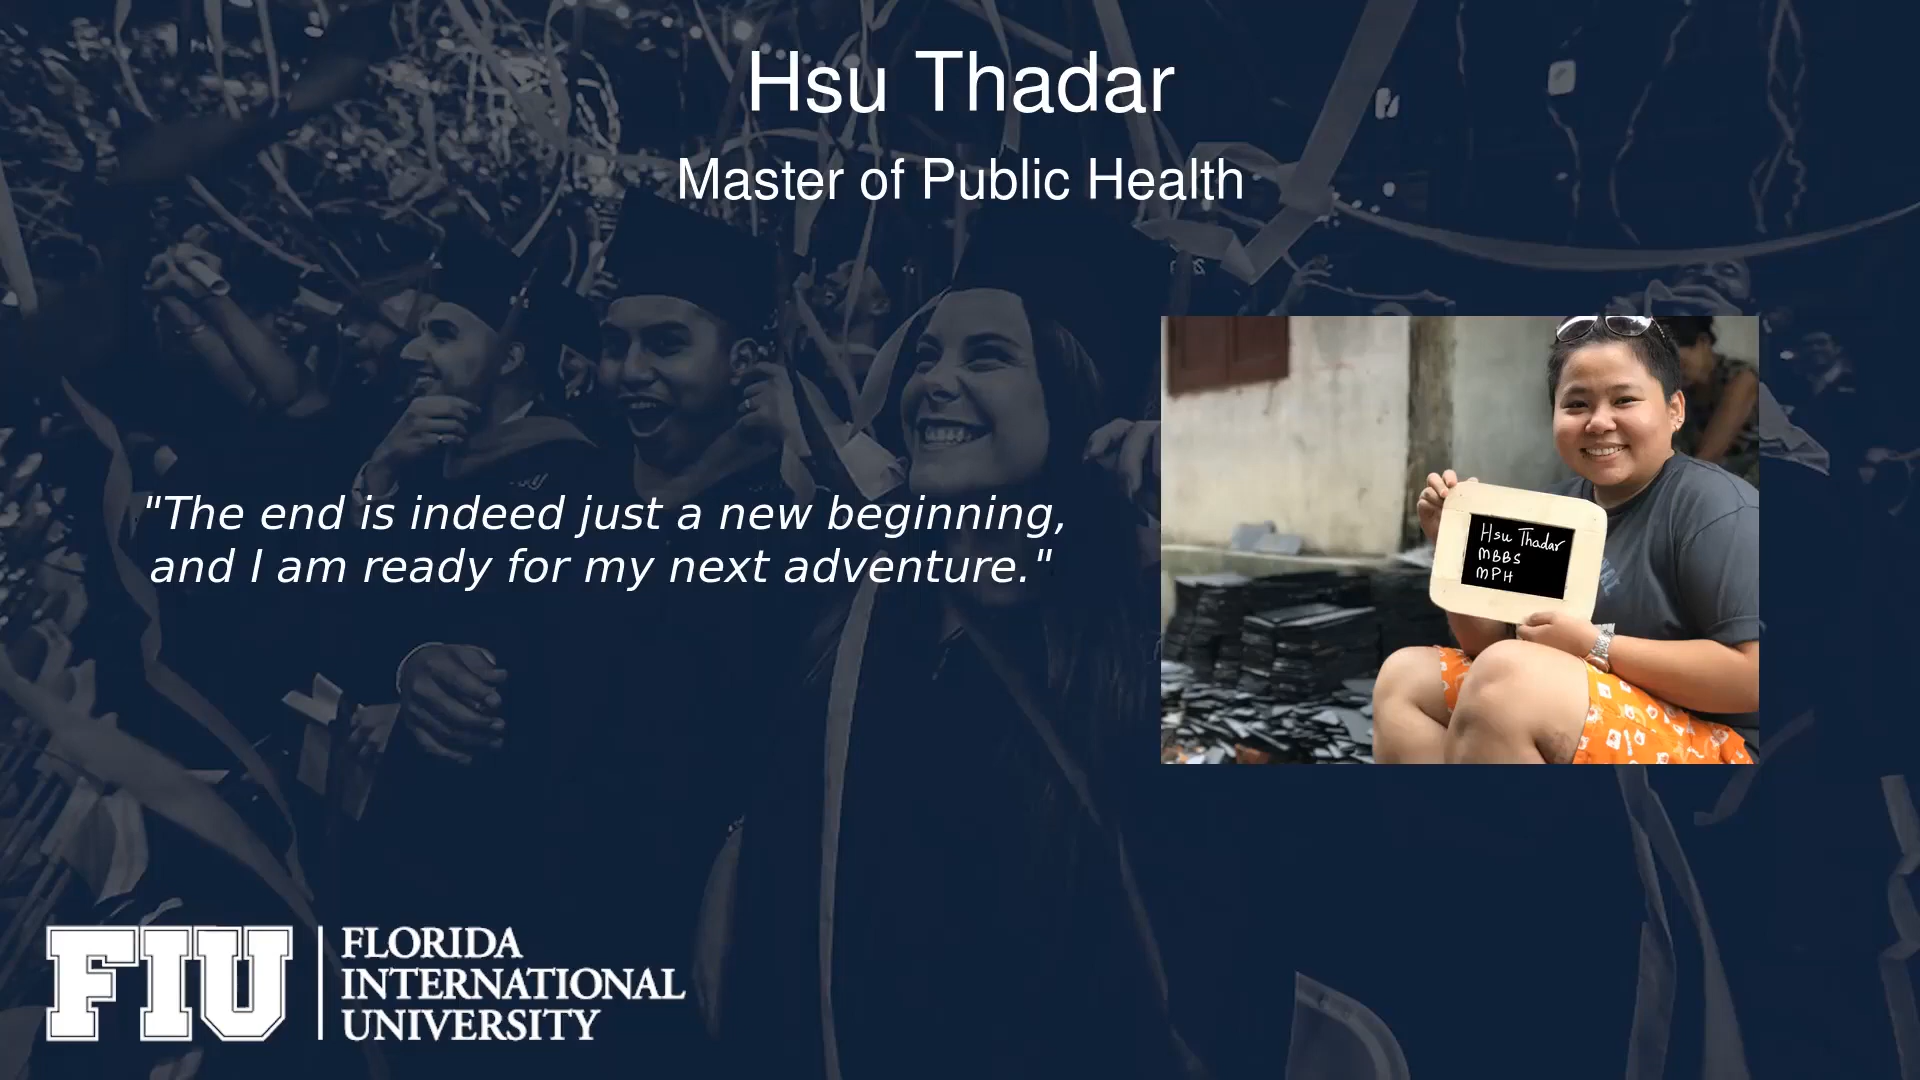 Hsu Thadar
Master of Public Health
"The end is indeed just a new beginning,
and I am ready for my next adventure."
Hsu Thadar
MBBS
MPH
FIU
FLORIDA
INTERNATIONAL
UNIVERSITY